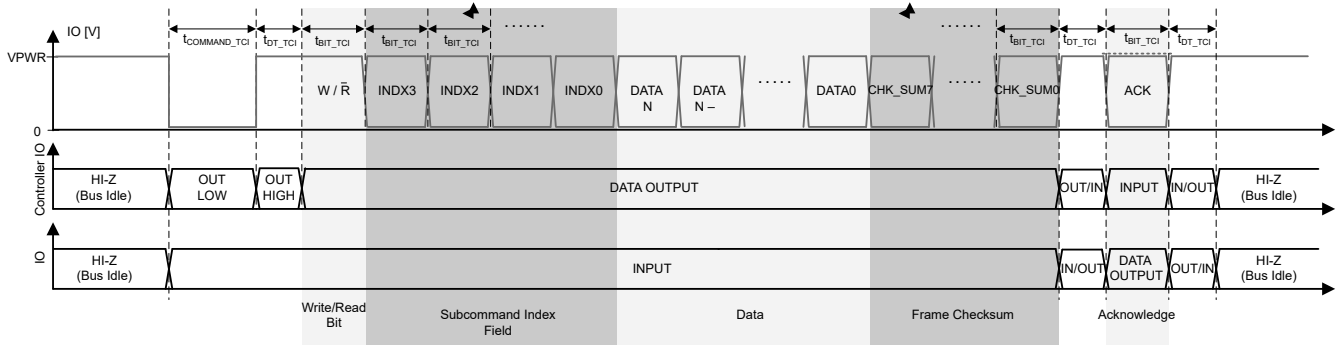 IO [V]
VPWR
0
tCOMMAND_TCI tDT_TCI tBIT_TCI tBIT_TCI tBIT_TCI ...... ...... tBIT_TCI tDT_TCI tBIT_TCI tDT_TCI
W / R̅ INDX3 INDX2 INDX1 INDX0 DATA N DATA N – ..... DATA0 CHK_SUM7 ..... CHK_SUM0 ACK
Controller IO
HI-Z (Bus Idle) OUT LOW OUT HIGH DATA OUTPUT OUT/IN INPUT IN/OUT HI-Z (Bus Idle)
IO
HI-Z (Bus Idle) INPUT IN/OUT DATA OUTPUT OUT/IN HI-Z (Bus Idle)
Write/Read Bit
Subcommand Index Field
Data
Frame Checksum
Acknowledge